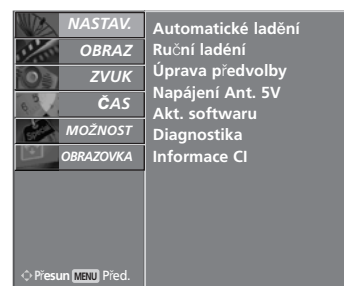 NASTAV.
OBRAZ
ZVUK
ČAS
MOŽNOST
OBRAZOVKA
Automatické ladění
Ruční ladéní
Úprava předvolby
Napájení Ant. 5V
Akt. softwaru
Diagnostika
Informace CI
Přesun MENU Před.